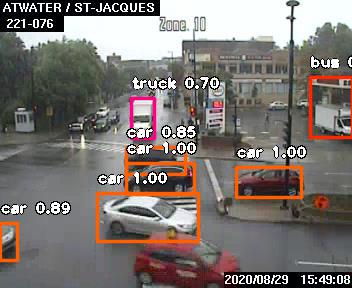 ATWATER / ST-JACQUES
221-076
Zone 10
bus 0
truck 0.70
car 0.85
car 1.00
car 1.00
car 1.00
car 0.89
2020/08/29 15:49:08